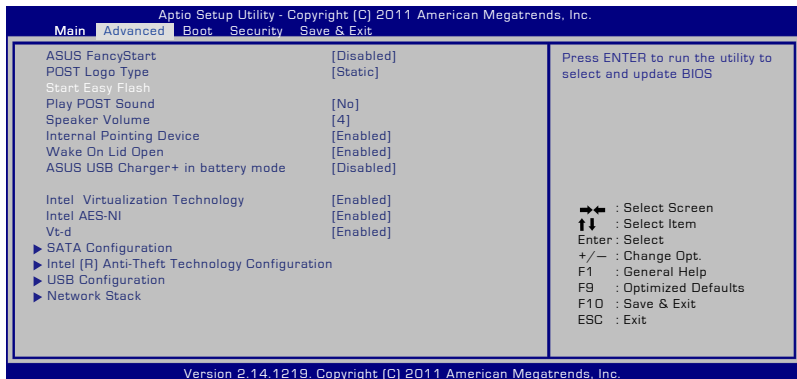 Aptio Setup Utility - Copyright (C) 2011 American Megatrends, Inc.
Main Advanced Boot Security Save & Exit
ASUS FancyStart [Disabled]
POST Logo Type [Static]
Start Easy Flash
Play POST Sound [No]
Speaker Volume [4]
Internal Pointing Device [Enabled]
Wake On Lid Open [Enabled]
ASUS USB Charger+ in battery mode [Disabled]
Intel Virtualization Technology [Enabled]
Intel AES-NI [Enabled]
Vt-d [Enabled]
SATA Configuration
Intel (R) Anti-Theft Technology Configuration
USB Configuration
Network Stack
Press ENTER to run the utility to
select and update BIOS
→← : Select Screen
↑↓ : Select Item
Enter : Select
+/— : Change Opt.
F1 : General Help
F9 : Optimized Defaults
F10 : Save & Exit
ESC : Exit
Version 2.14.1219. Copyright (C) 2011 American Megatrends, Inc.